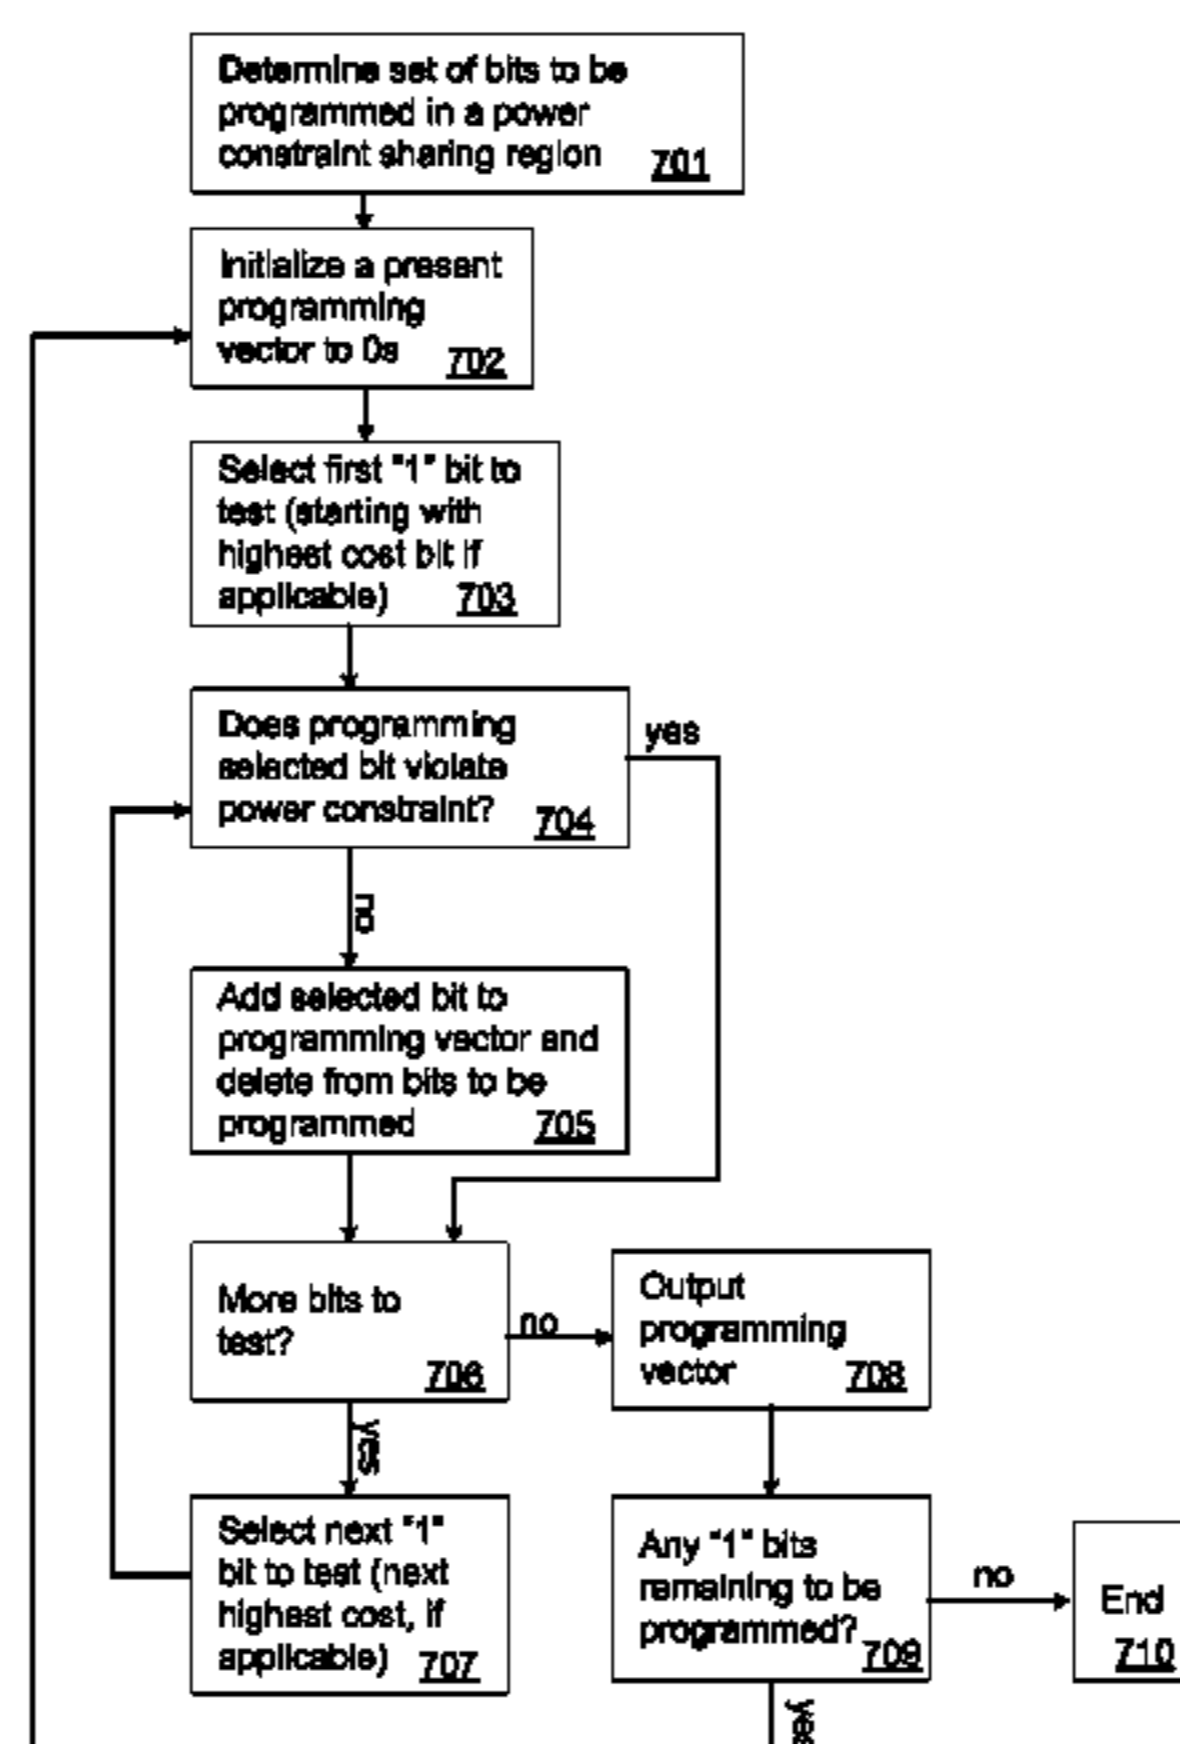 Determine set of bits to be
programmed in a power
constraint sharing region 701
Initialize a present
programming
vector to 0s 702
Select first "1" bit to
test (starting with
highest cost bit if
applicable) 703
Does programming
selected bit violate
power constraint? 704
yes
no
Add selected bit to
programming vector and
delete from bits to be
programmed 705
More bits to
test?
706
no
Output
programming
vector 708
yes
Select next "1"
bit to test (next
highest cost, if
applicable) 707
Any "1" bits
remaining to be
programmed? 709
no
End
710
yes